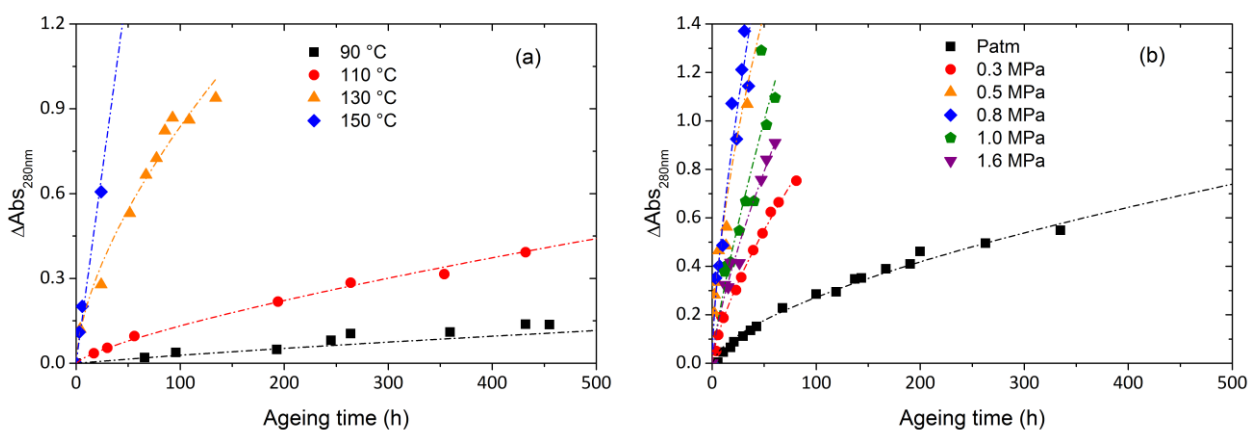 1.2
0.9
0.6
0.3
0.0
0 100 200 300 400 500
ΔAbs280nm
Ageing time (h)
(a)
90 °C
110 °C
130 °C
150 °C
1.4
1.2
1.0
0.8
0.6
0.4
0.2
0.0
0 100 200 300 400 500
ΔAbs280nm
Ageing time (h)
(b)
Patm
0.3 MPa
0.5 MPa
0.8 MPa
1.0 MPa
1.6 MPa